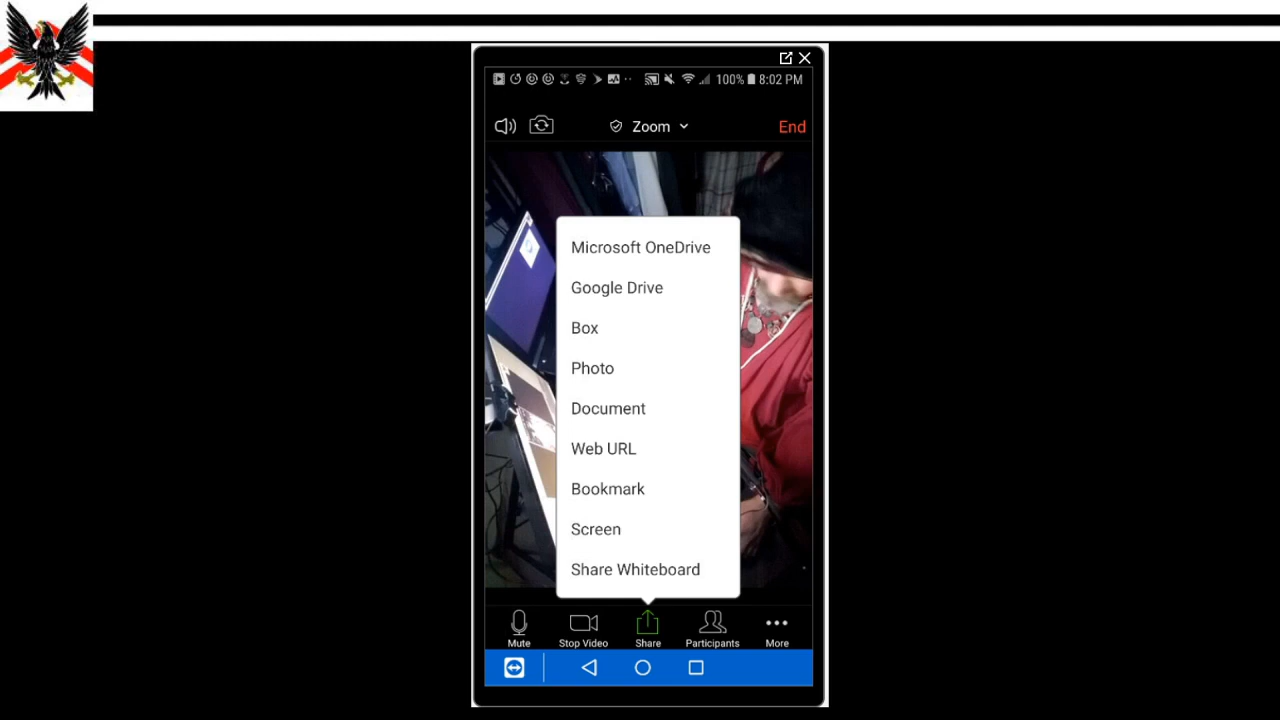 100% 8:02 PM
Zoom
End
Microsoft OneDrive
Google Drive
Box
Photo
Document
Web URL
Bookmark
Screen
Share Whiteboard
Mute
Stop Video
Share
Participants
More